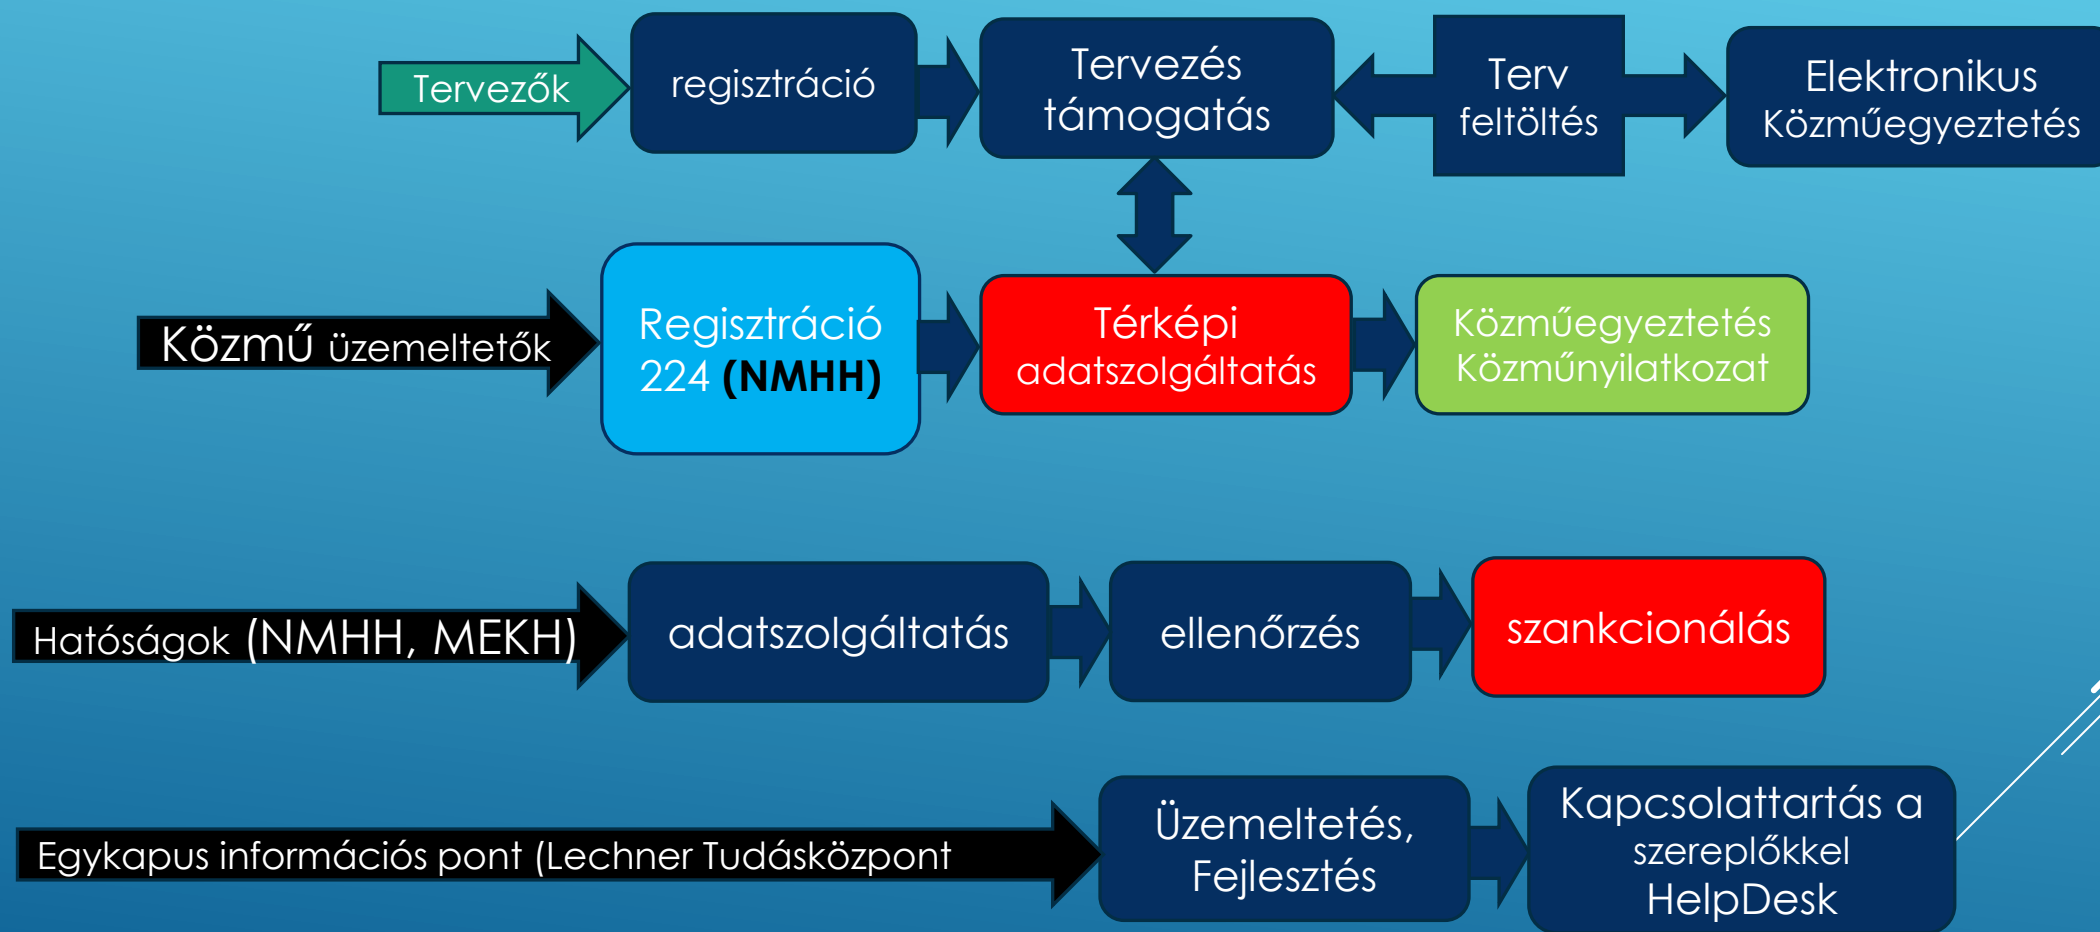 Tervezők
regisztráció
Tervezés
támogatás
Terv
feltöltés
Elektronikus
Közműegyeztetés
Közmű üzemeltetők
Regisztráció
224 (NMHH)
Térképi
adatszolgáltatás
Közműegyeztetés
Közműnyilatkozat
Hatóságok (NMHH, MEKH)
adatszolgáltatás
ellenőrzés
szankcionálás
Egykapus információs pont (Lechner Tudásközpont
Üzemeltetés,
Fejlesztés
Kapcsolattartás a
szereplőkkel
HelpDesk